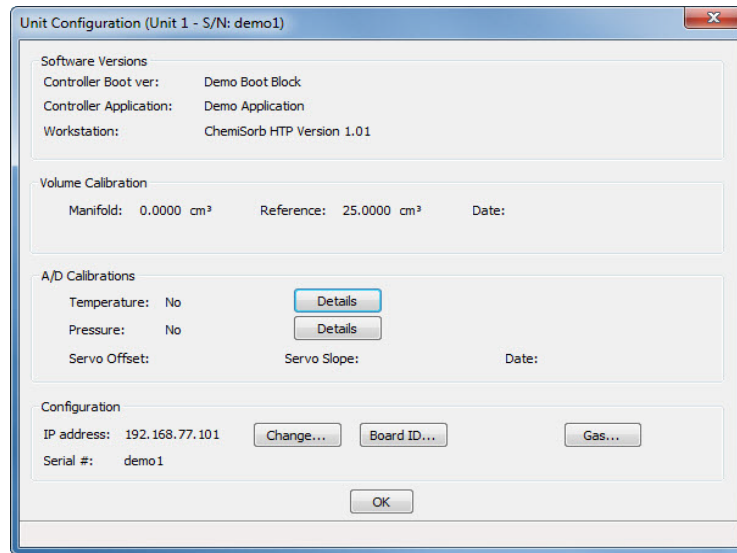 Unit Configuration (Unit 1 - S/N: demo1)
Software Versions
Controller Boot ver: Demo Boot Block
Controller Application: Demo Application
Workstation: ChemiSorb HTP Version 1.01
Volume Calibration
Manifold: 0.0000 cm³ Reference: 25.0000 cm³ Date:
A/D Calibrations
Temperature: No Details
Pressure: No Details
Servo Offset: Servo Slope: Date:
Configuration
IP address: 192.168.77.101 Change... Board ID... Gas...
Serial #: demo1
OK